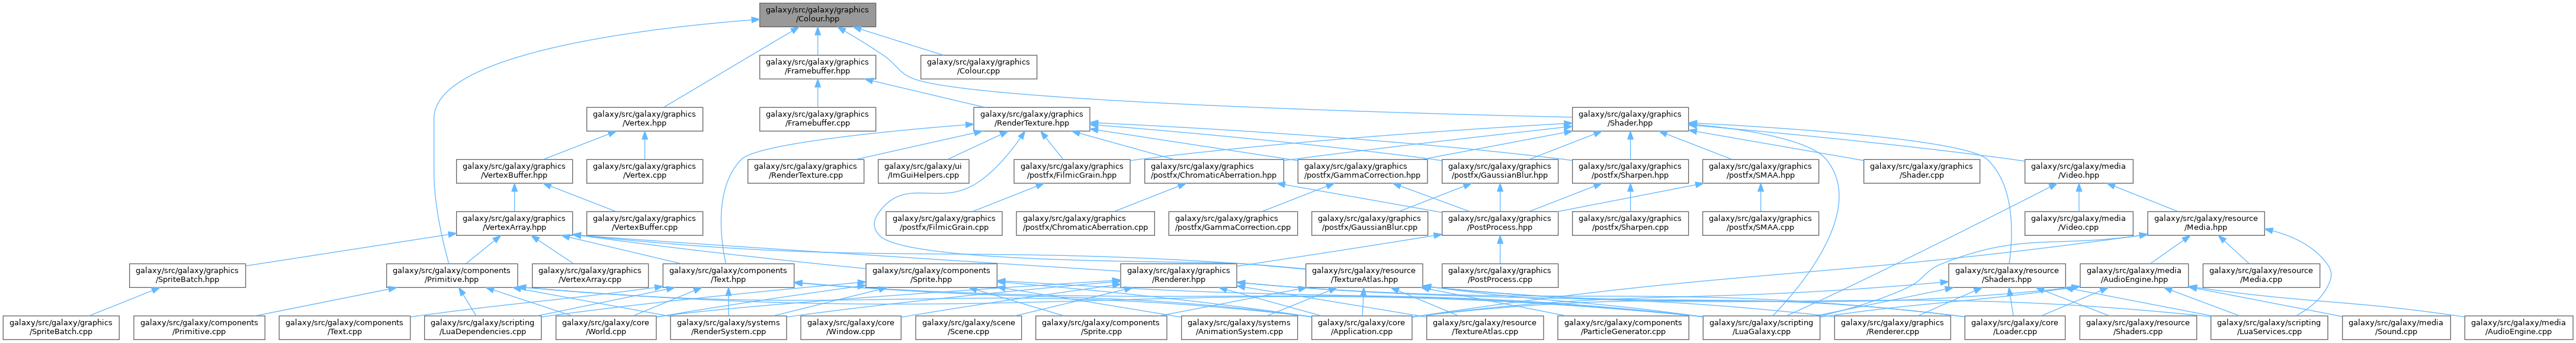 galaxy/src/galaxy/graphics
/Colour.hpp
galaxy/src/galaxy/graphics
/Framebuffer.hpp
galaxy/src/galaxy/graphics
/Colour.cpp
galaxy/src/galaxy/graphics
/Vertex.hpp
galaxy/src/galaxy/graphics
/Framebuffer.cpp
galaxy/src/galaxy/graphics
/RenderTexture.hpp
galaxy/src/galaxy/graphics
/Shader.hpp
galaxy/src/galaxy/graphics
/VertexBuffer.hpp
galaxy/src/galaxy/graphics
/Vertex.cpp
galaxy/src/galaxy/graphics
/RenderTexture.cpp
galaxy/src/galaxy/ui
/ImGuiHelpers.cpp
galaxy/src/galaxy/graphics
/postfx/FilmicGrain.hpp
galaxy/src/galaxy/graphics
/postfx/ChromaticAberration.hpp
galaxy/src/galaxy/graphics
/postfx/GammaCorrection.hpp
galaxy/src/galaxy/graphics
/postfx/GaussianBlur.hpp
galaxy/src/galaxy/graphics
/postfx/Sharpen.hpp
galaxy/src/galaxy/graphics
/postfx/SMAA.hpp
galaxy/src/galaxy/graphics
/Shader.cpp
galaxy/src/galaxy/media
/Video.hpp
galaxy/src/galaxy/graphics
/VertexArray.hpp
galaxy/src/galaxy/graphics
/VertexBuffer.cpp
galaxy/src/galaxy/graphics
/postfx/FilmicGrain.cpp
galaxy/src/galaxy/graphics
/postfx/ChromaticAberration.cpp
galaxy/src/galaxy/graphics
/postfx/GammaCorrection.cpp
galaxy/src/galaxy/graphics
/postfx/GaussianBlur.cpp
galaxy/src/galaxy/graphics
/PostProcess.hpp
galaxy/src/galaxy/graphics
/postfx/Sharpen.cpp
galaxy/src/galaxy/graphics
/postfx/SMAA.cpp
galaxy/src/galaxy/media
/Video.cpp
galaxy/src/galaxy/resource
/Media.hpp
galaxy/src/galaxy/graphics
/SpriteBatch.hpp
galaxy/src/galaxy/components
/Primitive.hpp
galaxy/src/galaxy/graphics
/VertexArray.cpp
galaxy/src/galaxy/components
/Text.hpp
galaxy/src/galaxy/components
/Sprite.hpp
galaxy/src/galaxy/graphics
/Renderer.hpp
galaxy/src/galaxy/resource
/TextureAtlas.hpp
galaxy/src/galaxy/graphics
/PostProcess.cpp
galaxy/src/galaxy/resource
/Shaders.hpp
galaxy/src/galaxy/media
/AudioEngine.hpp
galaxy/src/galaxy/resource
/Media.cpp
galaxy/src/galaxy/graphics
/SpriteBatch.cpp
galaxy/src/galaxy/components
/Primitive.cpp
galaxy/src/galaxy/components
/Text.cpp
galaxy/src/galaxy/scripting
/LuaDependencies.cpp
galaxy/src/galaxy/core
/World.cpp
galaxy/src/galaxy/systems
/RenderSystem.cpp
galaxy/src/galaxy/core
/Window.cpp
galaxy/src/galaxy/scene
/Scene.cpp
galaxy/src/galaxy/components
/Sprite.cpp
galaxy/src/galaxy/systems
/AnimationSystem.cpp
galaxy/src/galaxy/core
/Application.cpp
galaxy/src/galaxy/resource
/TextureAtlas.cpp
galaxy/src/galaxy/components
/ParticleGenerator.cpp
galaxy/src/galaxy/scripting
/LuaGalaxy.cpp
galaxy/src/galaxy/graphics
/Renderer.cpp
galaxy/src/galaxy/core
/Loader.cpp
galaxy/src/galaxy/resource
/Shaders.cpp
galaxy/src/galaxy/scripting
/LuaServices.cpp
galaxy/src/galaxy/media
/Sound.cpp
galaxy/src/galaxy/media
/AudioEngine.cpp